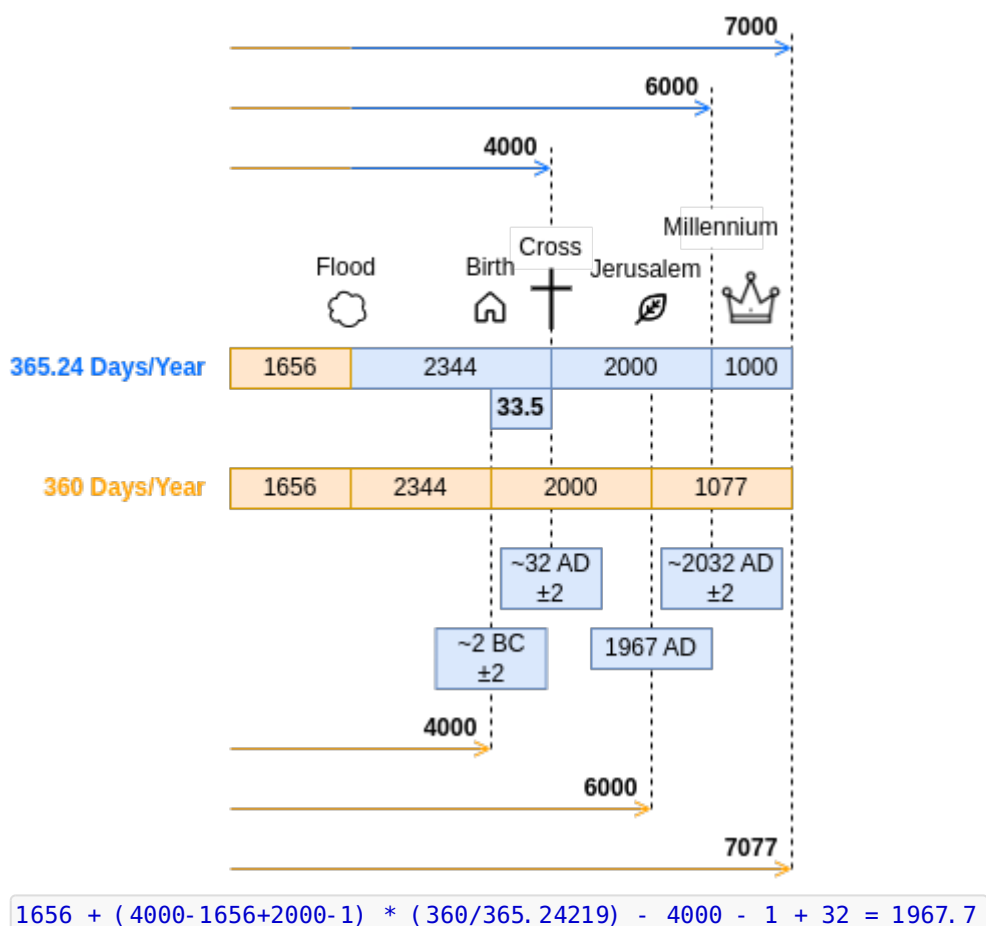 7000
6000
4000
Millennium
Cross
Flood
Birth
Jerusalem
365.24 Days/Year
1656
2344
2000
1000
33.5
360 Days/Year
1656
2344
2000
1077
~32 AD
±2
~2032 AD
±2
~2 BC
±2
1967 AD
4000
6000
7077
1656 + (4000-1656+2000-1) * (360/365.24219) - 4000 - 1 + 32 = 1967.7